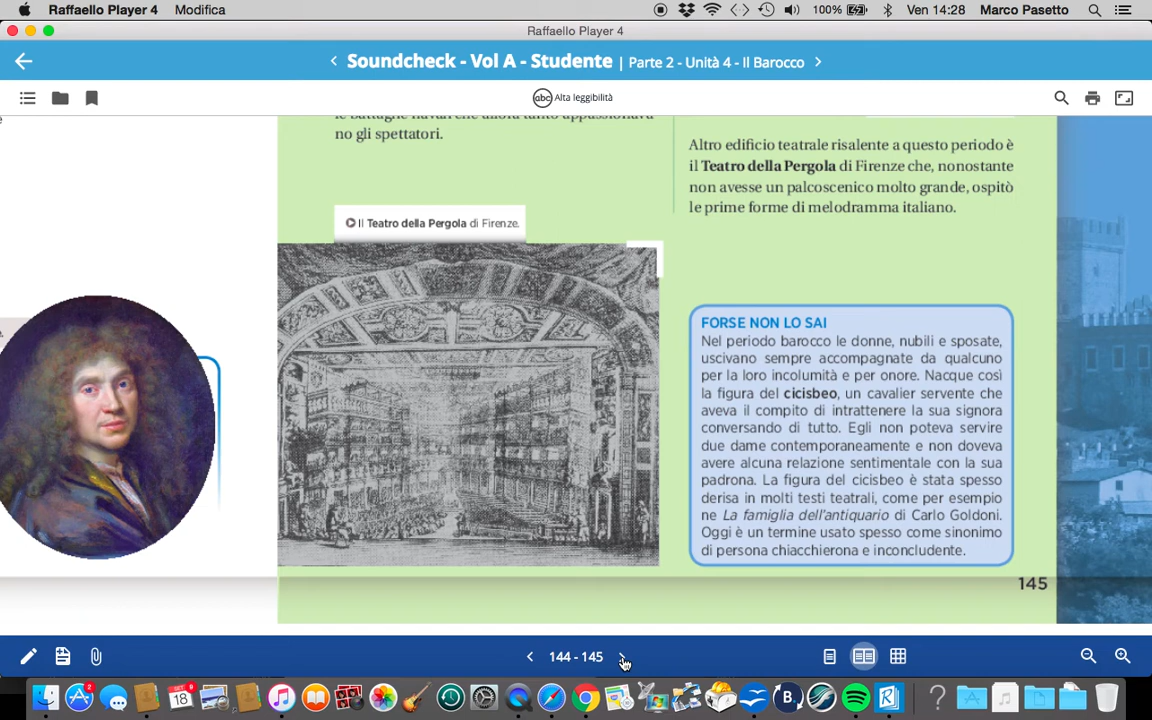 Raffaello Player 4 Modifica 100% Ven 14:28 Marco Pasetto
Raffaello Player 4
Soundcheck - Vol A - Studente | Parte 2 - Unità 4 - Il Barocco
abc Alta leggibilità
no gli spettatori.
Il Teatro della Pergola di Firenze.
Altro edificio teatrale risalente a questo periodo è
il Teatro della Pergola di Firenze che, nonostante
non avesse un palcoscenico molto grande, ospitò
le prime forme di melodramma italiano.
FORSE NON LO SAI
Nel periodo barocco le donne, nubili e sposate,
uscivano sempre accompagnate da qualcuno
per la loro incolumità e per onore. Nacque così
la figura del cicisbeo, un cavalier servente che
aveva il compito di intrattenere la sua signora
conversando di tutto. Egli non poteva servire
due dame contemporaneamente e non doveva
avere alcuna relazione sentimentale con la sua
padrona. La figura del cicisbeo è stata spesso
derisa in molti testi teatrali, come per esempio
ne La famiglia dell'antiquario di Carlo Goldoni.
Oggi è un termine usato spesso come sinonimo
di persona chiacchierona e inconcludente.
145
144 - 145